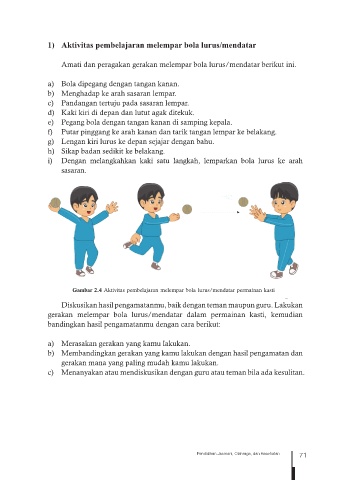 1) Aktivitas pembelajaran melempar bola lurus/mendatar
Amati dan peragakan gerakan melempar bola lurus/mendatar berikut ini.
a) Bola dipegang dengan tangan kanan.
b) Menghadap ke arah sasaran lempar.
c) Pandangan tertuju pada sasaran lempar.
d) Kaki kiri di depan dan lutut agak ditekuk.
e) Pegang bola dengan tangan kanan di samping kepala.
f) Putar pinggang ke arah kanan dan tarik tangan lempar ke belakang.
g) Lengan kiri lurus ke depan sejajar dengan bahu.
h) Sikap badan sedikit ke belakang.
i) Dengan melangkahkan kaki satu langkah, lemparkan bola lurus ke arah
sasaran.
Gambar 2.4 Aktivitas pembelajaran melempar bola lurus/mendatar permainan kasti
Diskusikan hasil pengamatanmu, baik dengan teman maupun guru. Lakukan
gerakan melempar bola lurus/mendatar dalam permainan kasti, kemudian
bandingkan hasil pengamatanmu dengan cara berikut:
a) Merasakan gerakan yang kamu lakukan.
b) Membandingkan gerakan yang kamu lakukan dengan hasil pengamatan dan
gerakan mana yang paling mudah kamu lakukan.
c) Menanyakan atau mendiskusikan dengan guru atau teman bila ada kesulitan.
Pendidikan Jasmani, Olahraga, dan Kesehatan
71